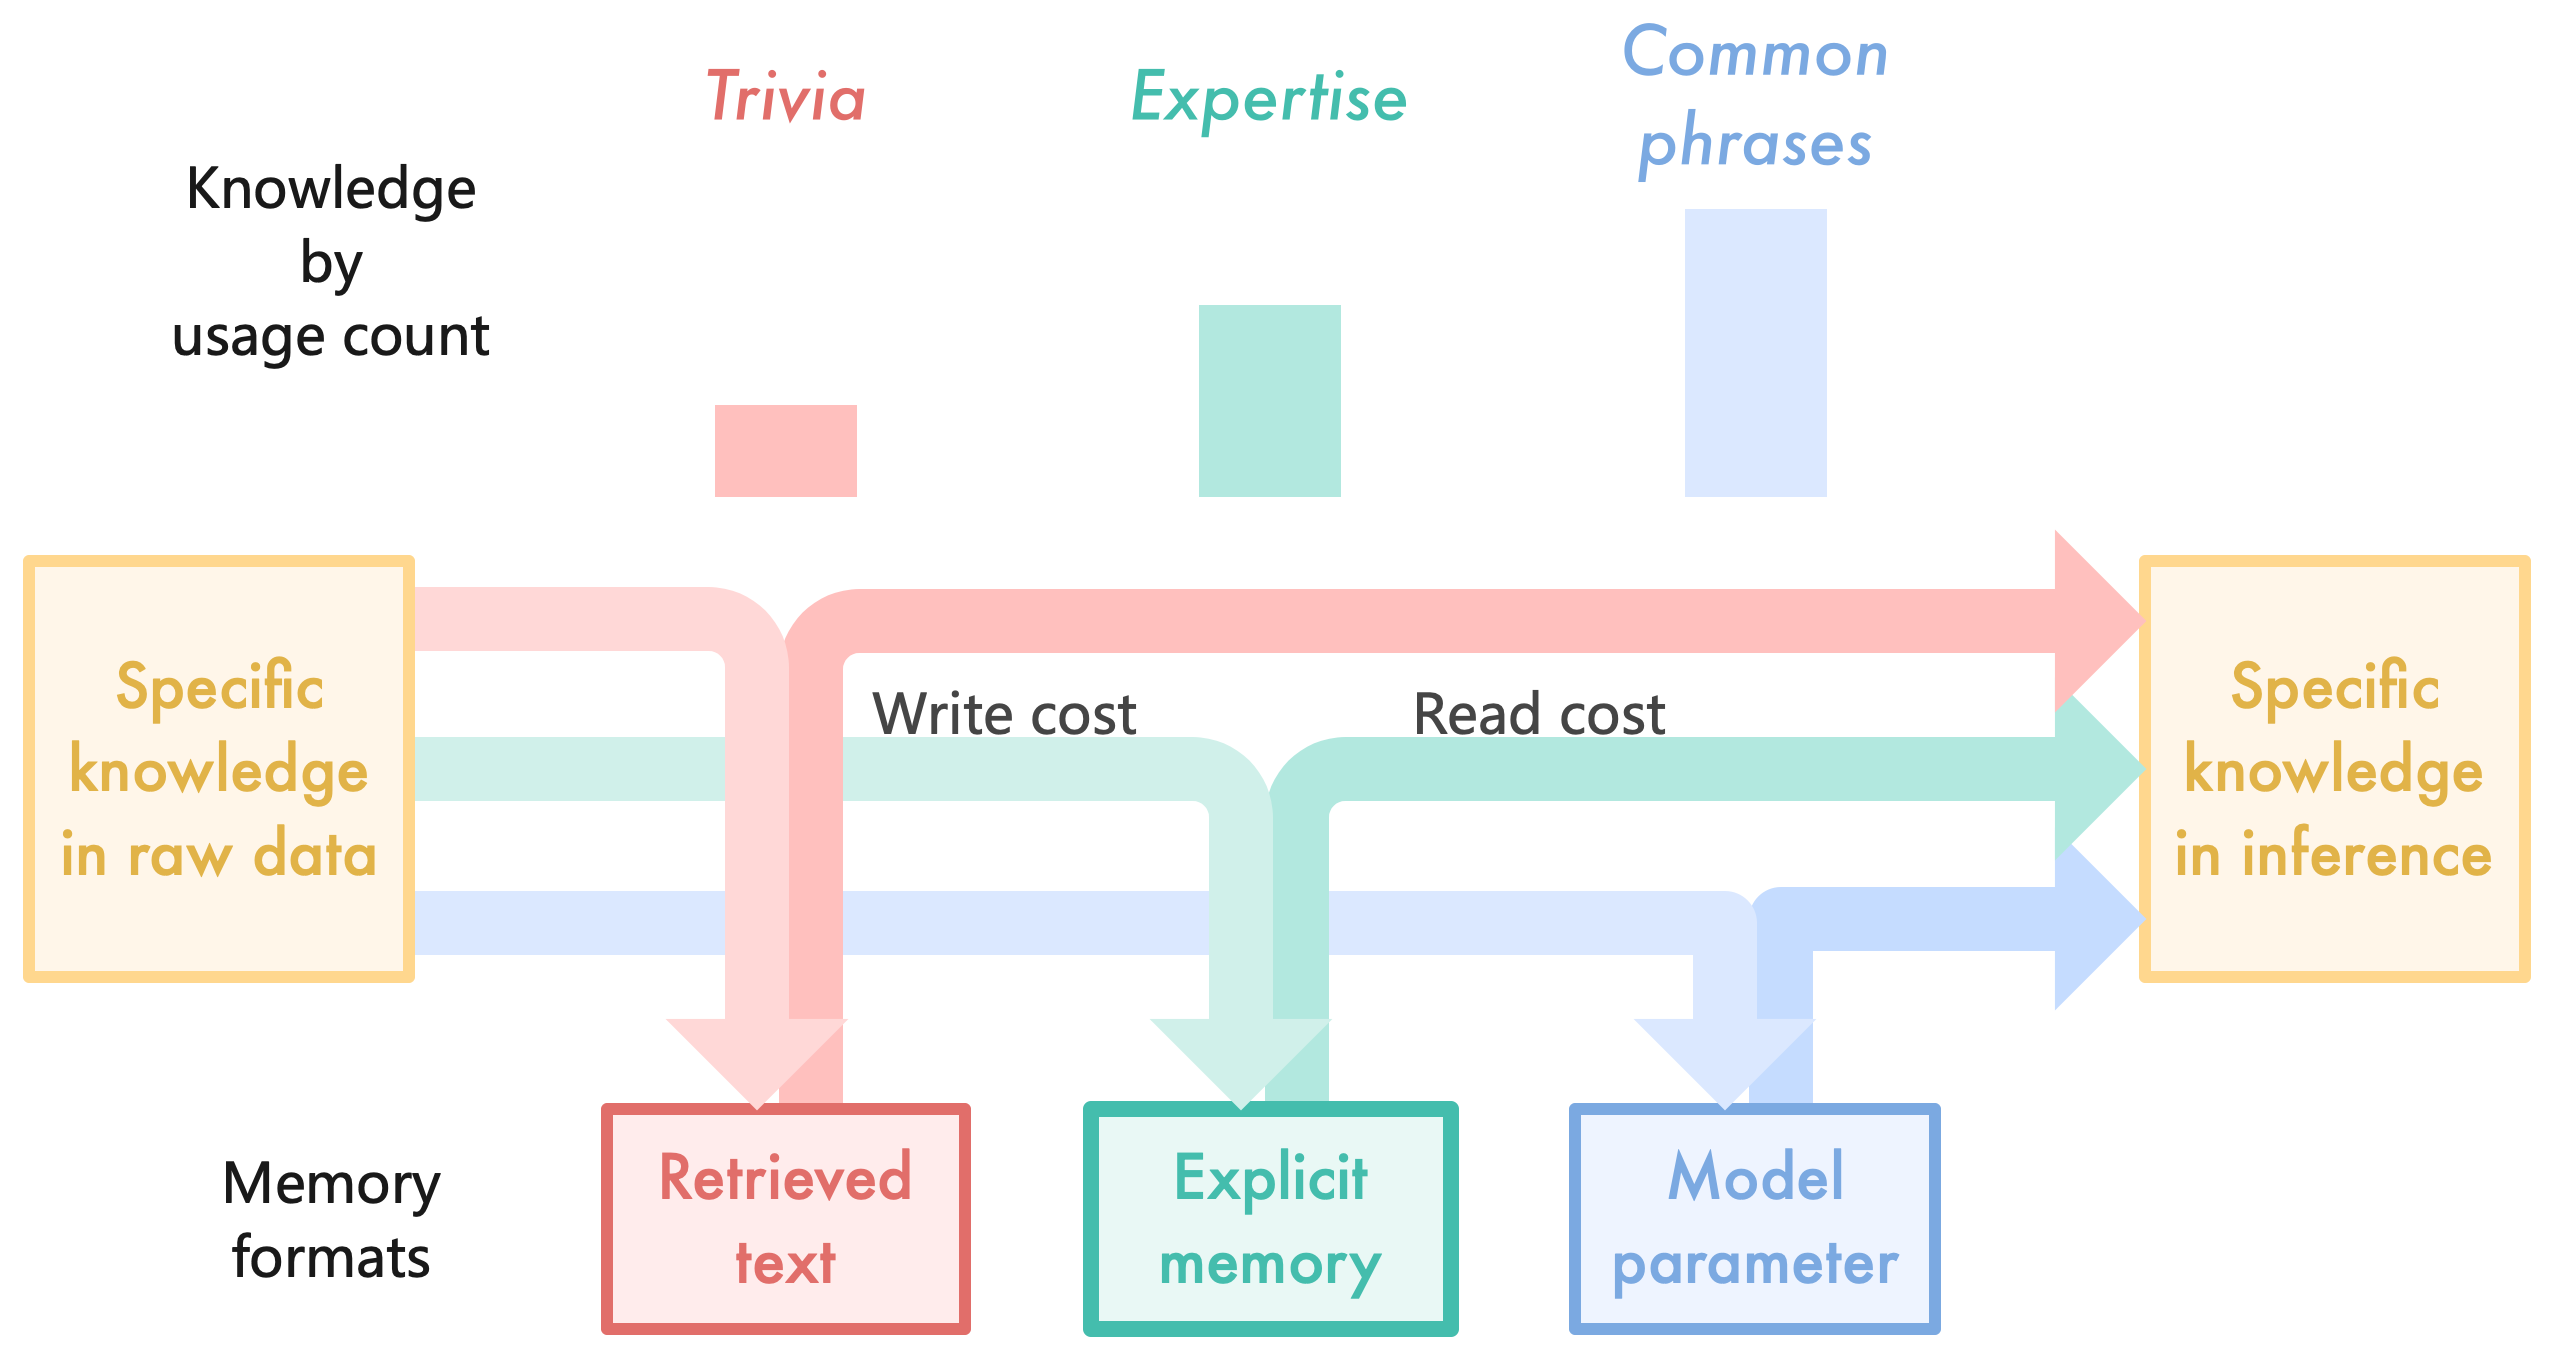 Trivia
Expertise
Common
phrases
Knowledge
by
usage count
Specific
knowledge
in raw data
Write cost
Read cost
Specific
knowledge
in inference
Memory
formats
Retrieved
text
Explicit
memory
Model
parameter